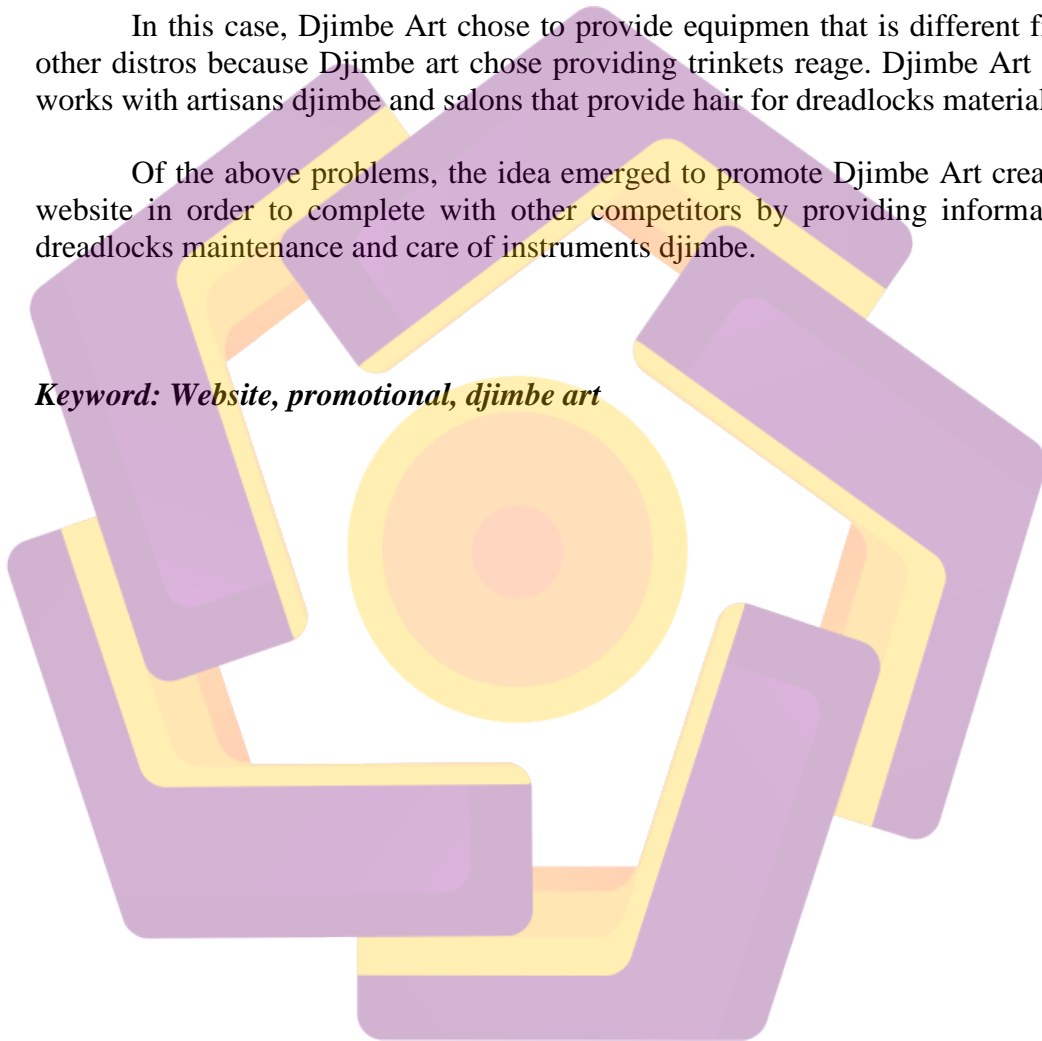 In this case, Djimbe Art chose to provide equipmen that is different
other distros because Djimbe art chose providing trinkets reage. Djimbe Art
works with artisans djimbe and salons that provide hair for dreadlocks material
Of the above problems, the idea emerged to promote Djimbe Art
website in order to complete with other competitors by providing
dreadlocks maintenance and care of instruments djimbe.
Keyword: Website, promotional, djimbe art